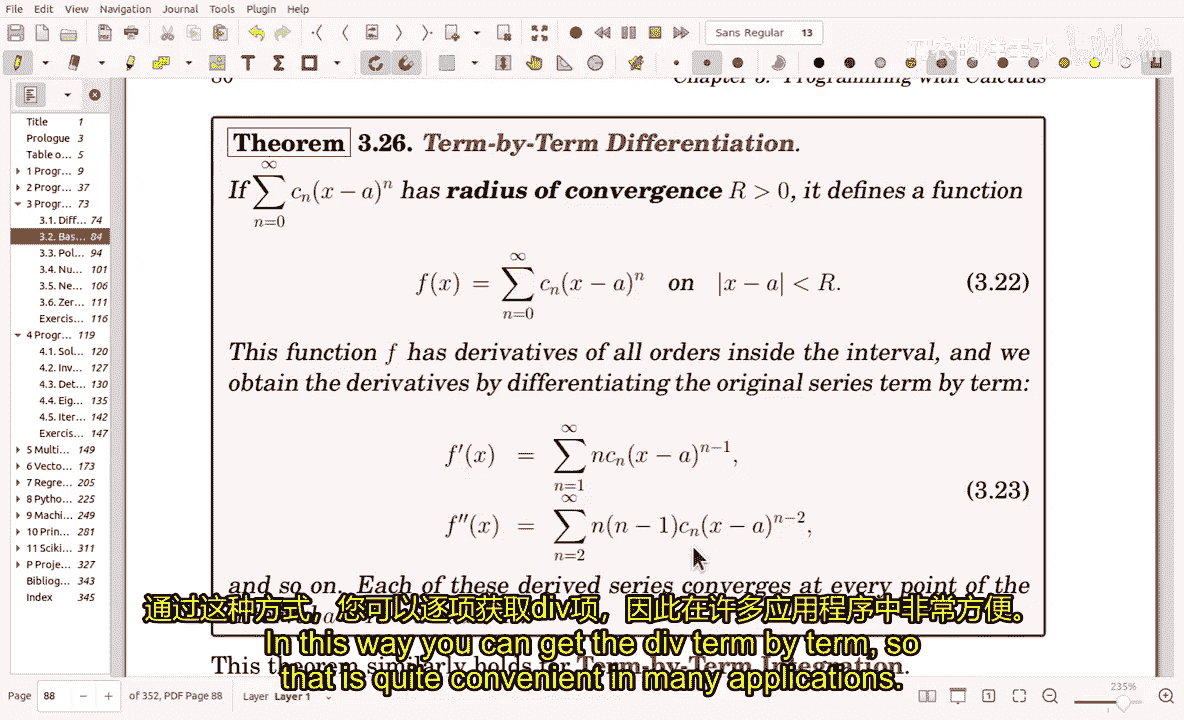 File Edit View Navigation Journal Tools Plugin Help
Sans Regular 13
Title 1
Prologue 3
Table o... 5
1 Progr... 9
2 Progr... 37
3 Progr... 73
3.1. Diff... 74
3.2. Bas... 84
3.3. Pol... 94
3.4. Nu... 101
3.5. Ne... 106
3.6. Zer... 111
Exercis... 116
4 Progr... 119
4.1. Sol... 120
4.2. Inv... 127
4.3. Det... 130
4.4. Eig... 135
4.5. Iter... 142
Exercis... 147
5 Multi... 149
6 Vecto... 173
7 Regre... 205
8 Pytho... 225
9 Machi... 249
10 Prin... 281
11 Sciki... 311
P Proje... 327
Bibliog... 343
Index 345
Chapter 3. Programming with Calculus
Theorem 3.26. Term-by-Term Differentiation.
If ∑_{n=0}^{∞} c_n(x − a)^n has radius of convergence R > 0, it defines a function
f(x) = ∑_{n=0}^{∞} c_n(x − a)^n on |x − a| < R. (3.22)
This function f has derivatives of all orders inside the interval, and we
obtain the derivatives by differentiating the original series term by term:
f′(x) = ∑_{n=1}^{∞} nc_n(x − a)^{n−1},
(3.23)
f″(x) = ∑_{n=2}^{∞} n(n − 1)c_n(x − a)^{n−2},
and so on. Each of these derived series converges at every point of the
通过这种方式，您可以逐项获取div项，因此在许多应用程序中非常方便。
In this way you can get the div term by term, so
that is quite convenient in many applications.
This theorem similarly holds for Term-by-Term Integration.
Page 88 − + of 352, PDF Page 88 Layer Layer 1 235%